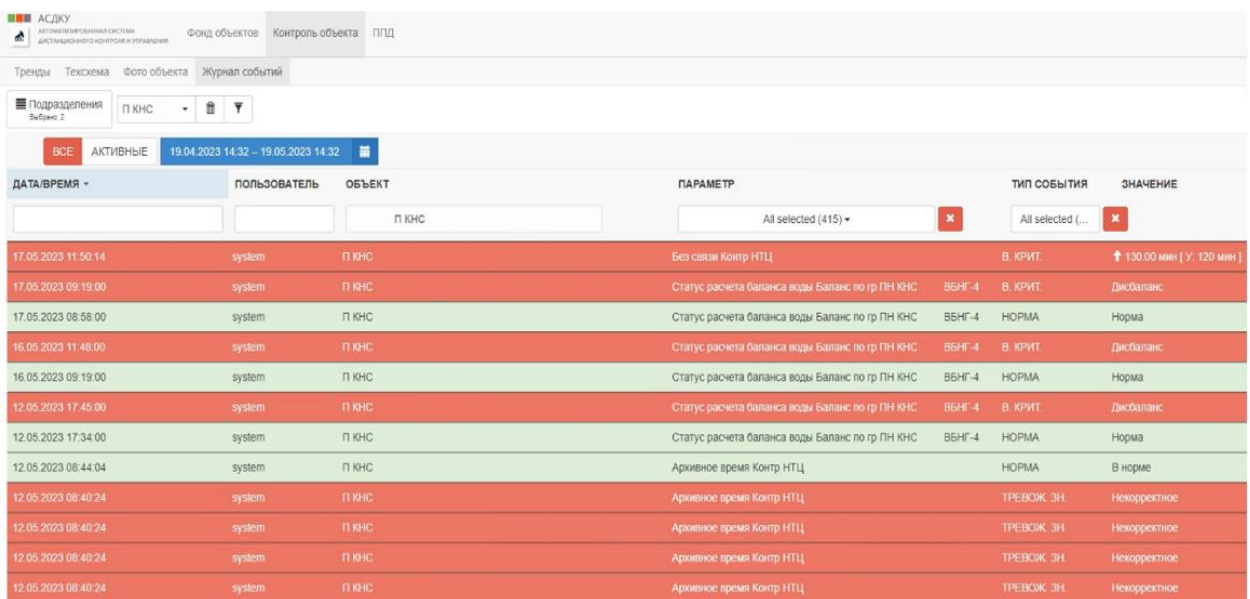 АСДКУ
АВТОМАТИЗИРОВАННАЯ СИСТЕМА
ДИСТАНЦИОННОГО КОНТРОЛЯ И УПРАВЛЕНИЯ
Фонд объектов Контроль объекта ППД
Тренды Техсхема Фото объекта Журнал событий
Подразделения
Выбрано: 2
П КНС
ВСЕ АКТИВНЫЕ 19.04.2023 14:32 – 19.05.2023 14:32
ДАТА/ВРЕМЯ ПОЛЬЗОВАТЕЛЬ ОБЪЕКТ ПАРАМЕТР ТИП СОБЫТИЯ ЗНАЧЕНИЕ
П КНС All selected (415) All selected (...
17.05.2023 11:50:14 system П КНС Без связи Контр НТЦ В. КРИТ. 130.00 мин [ У: 120 мин ]
17.05.2023 09:19:00 system П КНС Статус расчета баланса воды Баланс по гр ПН КНС ВБНГ-4 В. КРИТ. Дисбаланс
17.05.2023 08:58:00 system П КНС Статус расчета баланса воды Баланс по гр ПН КНС ВБНГ-4 НОРМА Норма
16.05.2023 11:48:00 system П КНС Статус расчета баланса воды Баланс по гр ПН КНС ВБНГ-4 В. КРИТ. Дисбаланс
16.05.2023 09:19:00 system П КНС Статус расчета баланса воды Баланс по гр ПН КНС ВБНГ-4 НОРМА Норма
12.05.2023 17:45:00 system П КНС Статус расчета баланса воды Баланс по гр ПН КНС ВБНГ-4 В. КРИТ. Дисбаланс
12.05.2023 17:34:00 system П КНС Статус расчета баланса воды Баланс по гр ПН КНС ВБНГ-4 НОРМА Норма
12.05.2023 08:44:04 system П КНС Архивное время Контр НТЦ НОРМА В норме
12.05.2023 08:40:24 system П КНС Архивное время Контр НТЦ ТРЕВОЖ. ЗН. Некорректное
12.05.2023 08:40:24 system П КНС Архивное время Контр НТЦ ТРЕВОЖ. ЗН. Некорректное
12.05.2023 08:40:24 system П КНС Архивное время Контр НТЦ ТРЕВОЖ. ЗН. Некорректное
12.05.2023 08:40:24 system П КНС Архивное время Контр НТЦ ТРЕВОЖ. ЗН. Некорректное